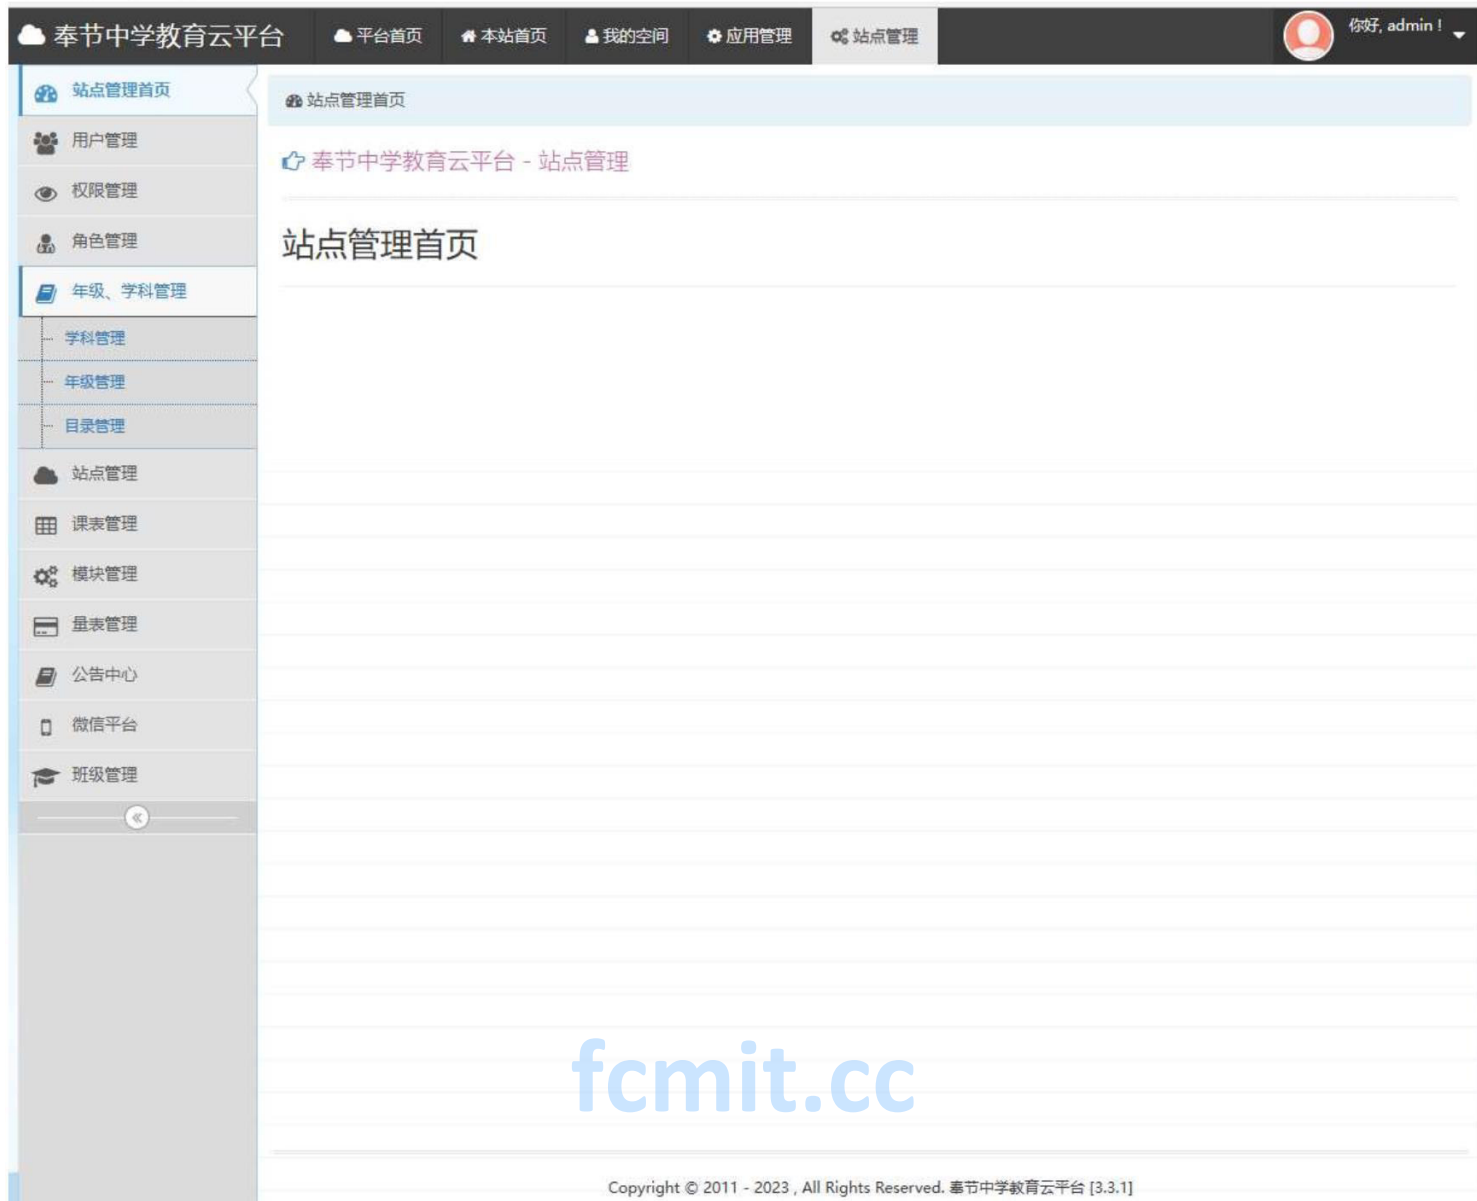 奉节中学教育云平台 平台首页 本站首页 我的空间 应用管理 站点管理 你好, admin !
站点管理首页
用户管理
权限管理
角色管理
年级、学科管理
学科管理
年级管理
目录管理
站点管理
课表管理
模块管理
量表管理
公告中心
微信平台
班级管理
站点管理首页
奉节中学教育云平台 - 站点管理
站点管理首页
fcmit.cc
Copyright © 2011 - 2023 , All Rights Reserved. 奉节中学教育云平台 [3.3.1]